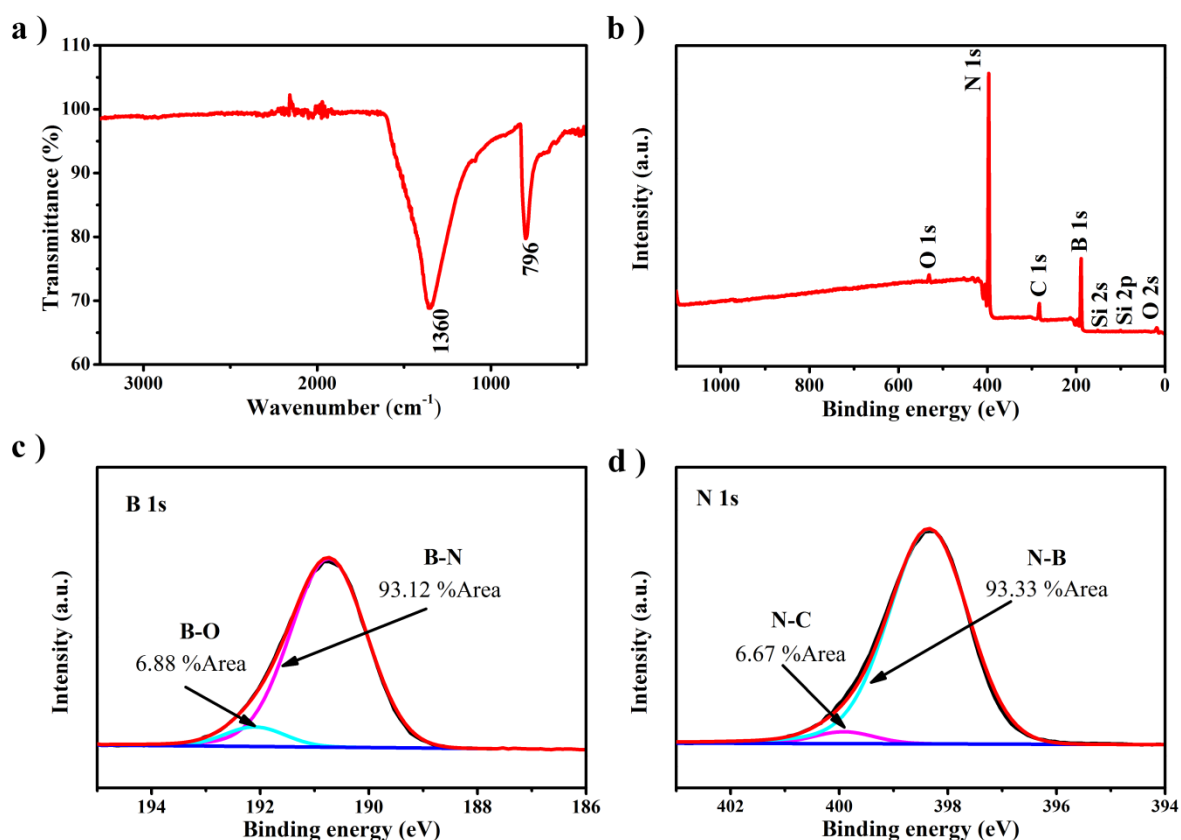 a )
110
100
90
80
70
60
Transmittance (%)
1360
796
3000
2000
1000
Wavenumber (cm-1)
b )
Intensity (a.u.)
O 1s
N 1s
C 1s
B 1s
Si 2s
Si 2p
O 2s
1000
800
600
400
200
0
Binding energy (eV)
c )
B 1s
B-N
93.12 %Area
B-O
6.88 %Area
Intensity (a.u.)
194
192
190
188
186
Binding energy (eV)
d )
N 1s
N-B
93.33 %Area
N-C
6.67 %Area
Intensity (a.u.)
402
400
398
396
394
Binding energy (eV)